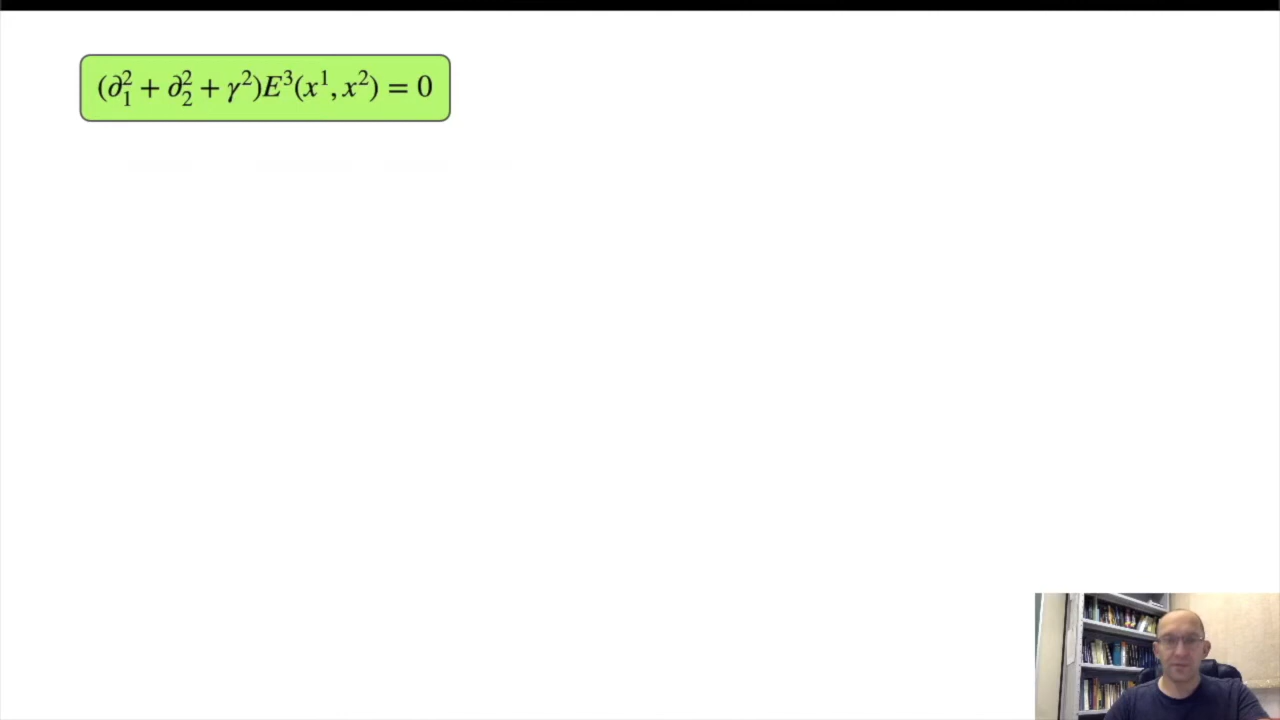 (∂₁² + ∂₂² + γ²)E³(x¹, x²) = 0